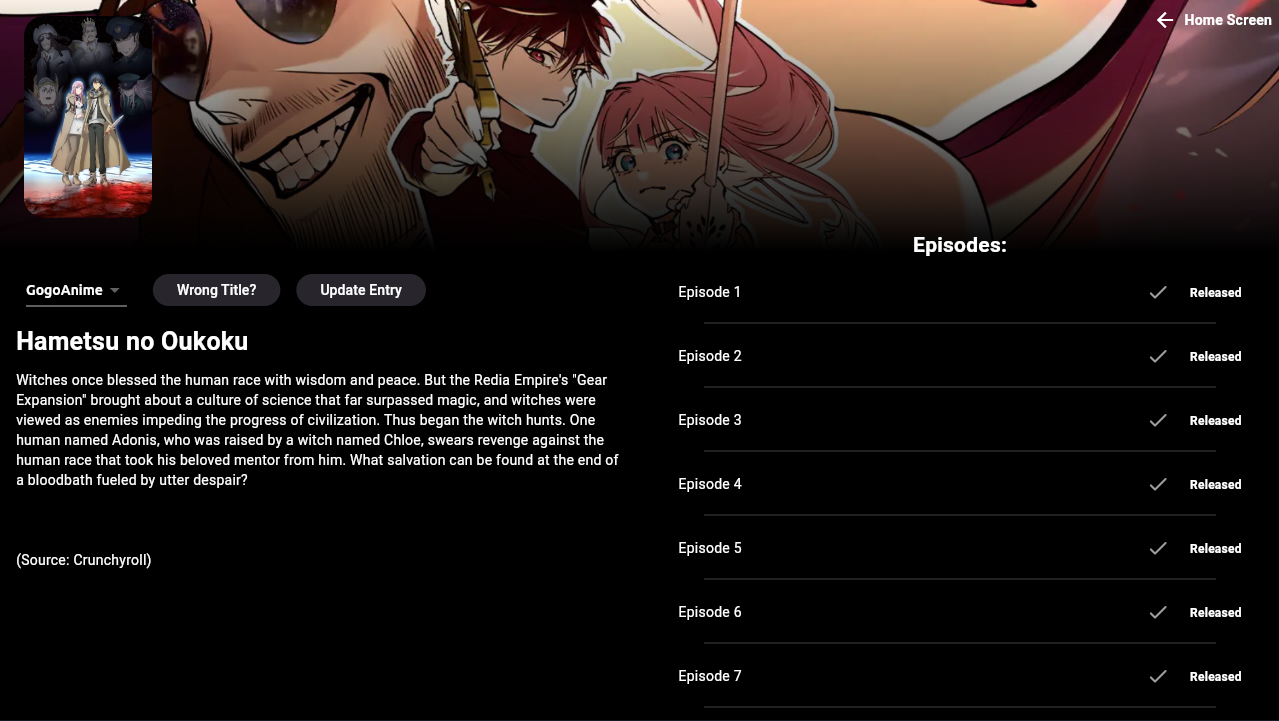 Home Screen
GogoAnime
Wrong Title?
Update Entry
Hametsu no Oukoku
Witches once blessed the human race with wisdom and peace. But the Redia Empire's "Gear
Expansion" brought about a culture of science that far surpassed magic, and witches were
viewed as enemies impeding the progress of civilization. Thus began the witch hunts. One
human named Adonis, who was raised by a witch named Chloe, swears revenge against the
human race that took his beloved mentor from him. What salvation can be found at the end of
a bloodbath fueled by utter despair?
(Source: Crunchyroll)
Episodes:
Episode 1 Released
Episode 2 Released
Episode 3 Released
Episode 4 Released
Episode 5 Released
Episode 6 Released
Episode 7 Released